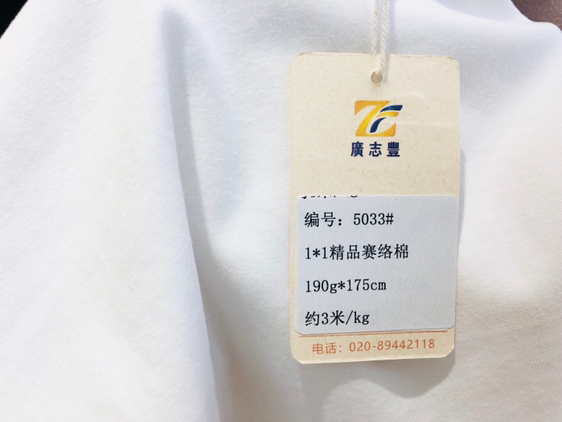 廣志豐
编号：5033#
1*1精品赛络棉
190g*175cm
约3米/kg
电话：020-89442118